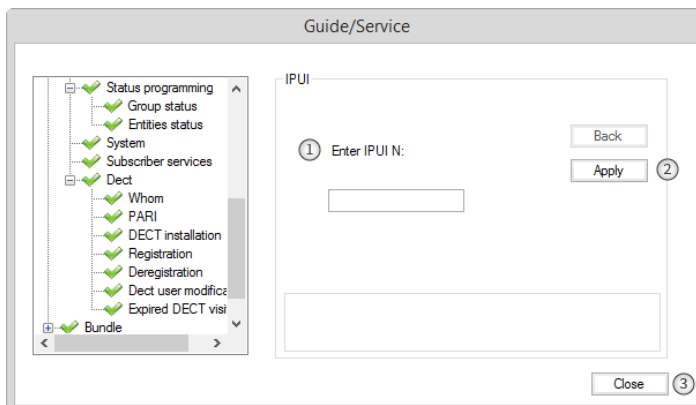 Guide/Service
Status programming
Group status
Entities status
System
Subscriber services
Dect
Whom
PARI
DECT installation
Registration
Deregistration
Dect user modifica
Expired DECT visi
Bundle
IPUI
1 Enter IPUI N:
Back
Apply 2
Close 3